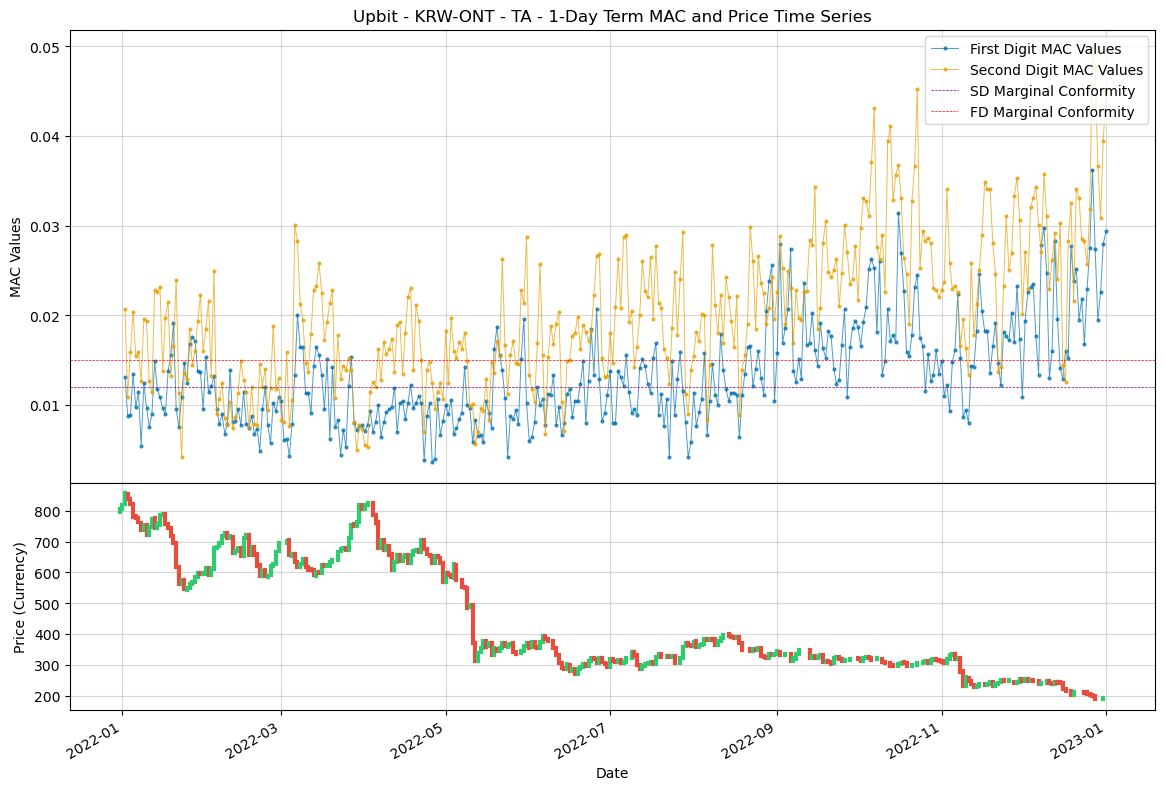 Upbit - KRW-ONT - TA - 1-Day Term MAC and Price Time Series
First Digit MAC Values
Second Digit MAC Values
SD Marginal Conformity
FD Marginal Conformity
MAC Values
0.05
0.04
0.03
0.02
0.01
Price (Currency)
800
700
600
500
400
300
200
2022-01
2022-03
2022-05
2022-07
2022-09
2022-11
2023-01
Date